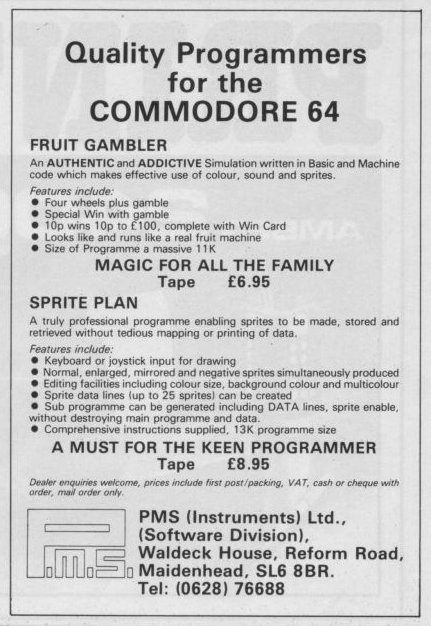 Quality Programmers
for the
COMMODORE 64
FRUIT GAMBLER
An AUTHENTIC and ADDICTIVE Simulation written in Basic and Machine
code which makes effective use of colour, sound and sprites.
Features include:
● Four wheels plus gamble
● Special Win with gamble
● 10p wins 10p to £100, complete with Win Card
● Looks like and runs like a real fruit machine
● Size of Programme a massive 11K
MAGIC FOR ALL THE FAMILY
Tape £6.95
SPRITE PLAN
A truly professional programme enabling sprites to be made, stored and
retrieved without tedious mapping or printing of data.
Features include:
● Keyboard or joystick input for drawing
● Normal, enlarged, mirrored and negative sprites simultaneously produced
● Editing facilities including colour size, background colour and multicolour
● Sprite data lines (up to 25 sprites) can be created
● Sub programme can be generated including DATA lines, sprite enable,
without destroying main programme and data.
● Comprehensive instructions supplied, 13K programme size
A MUST FOR THE KEEN PROGRAMMER
Tape £8.95
Dealer enquiries welcome, prices include first post/packing, VAT, cash or cheque with
order, mail order only.
P.m.s.
PMS (Instruments) Ltd.,
(Software Division),
Waldeck House, Reform Road,
Maidenhead, SL6 8BR.
Tel: (0628) 76688